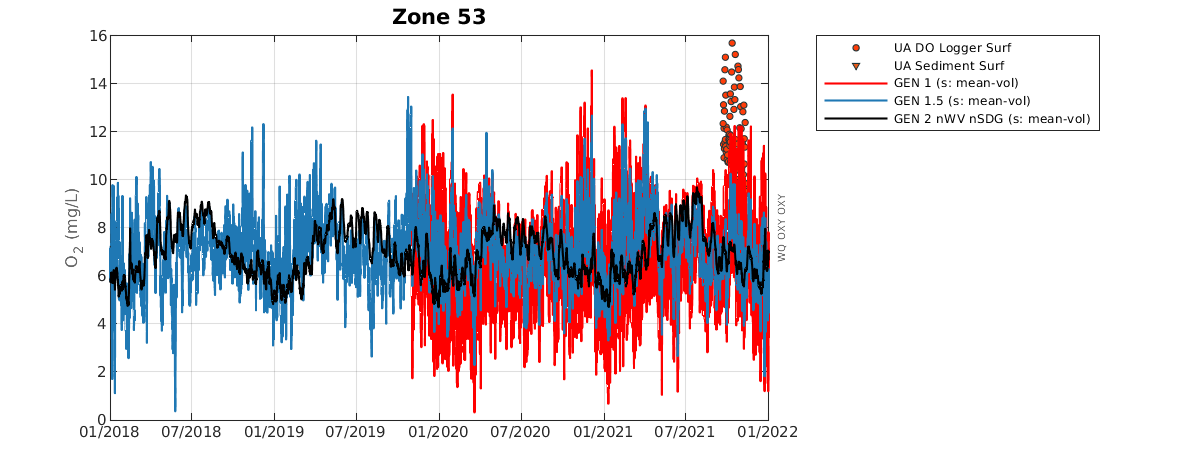 Zone 53
16
14
12
10
8
6
4
2
0
O2 (mg/L)
01/2018 07/2018 01/2019 07/2019 01/2020 07/2020 01/2021 07/2021 01/2022
WQ OXY OXY
UA DO Logger Surf
UA Sediment Surf
GEN 1 (s: mean-vol)
GEN 1.5 (s: mean-vol)
GEN 2 nWV nSDG (s: mean-vol)